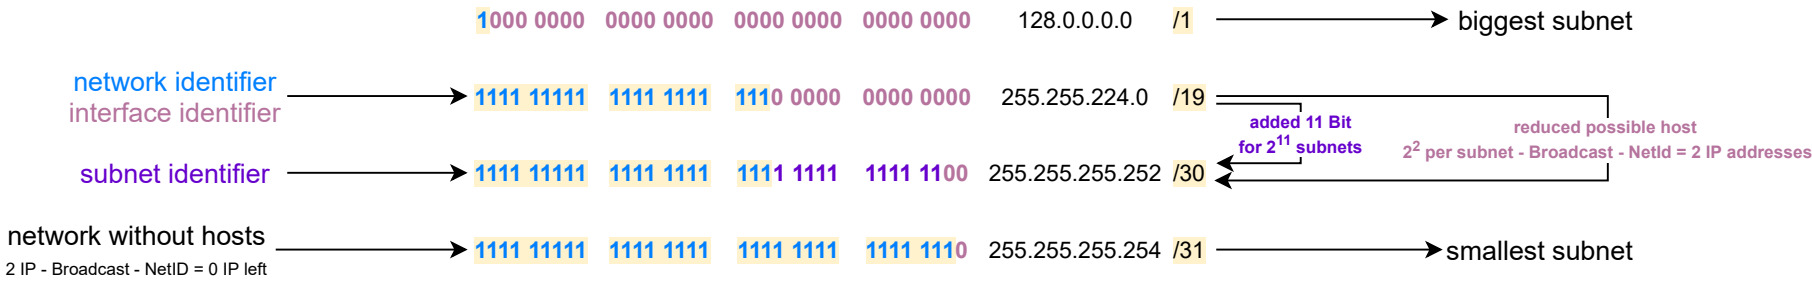 1000 0000 0000 0000 0000 0000 0000 0000 128.0.0.0.0 /1 biggest subnet
network identifier
interface identifier
1111 11111 1111 1111 1110 0000 0000 0000 255.255.224.0 /19
added 11 Bit
for 2^11 subnets
reduced possible host
2^2 per subnet - Broadcast - NetId = 2 IP addresses
subnet identifier 1111 11111 1111 1111 1111 1111 1111 1100 255.255.255.252 /30
network without hosts
2 IP - Broadcast - NetID = 0 IP left
1111 11111 1111 1111 1111 1111 1111 1110 255.255.255.254 /31 smallest subnet